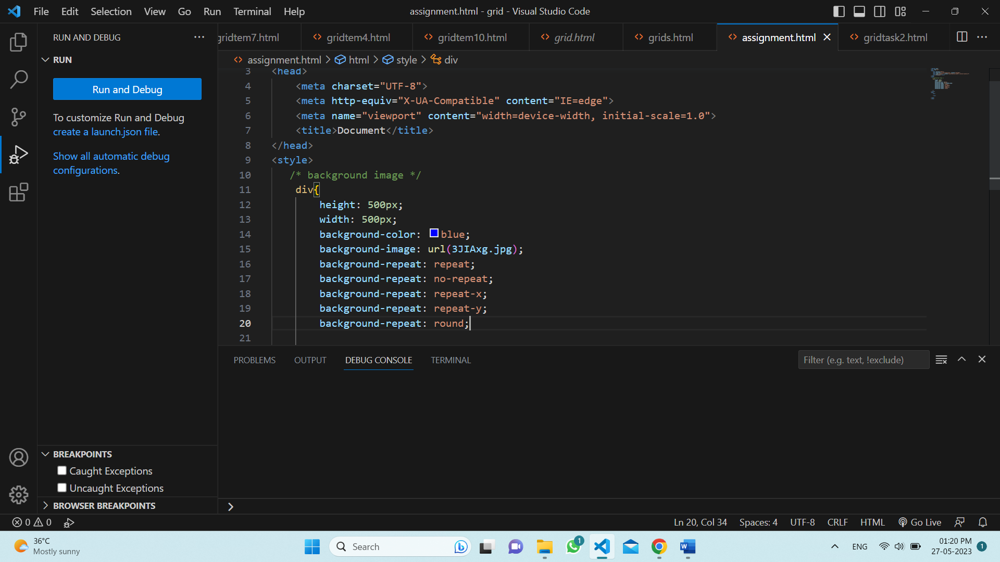 File Edit Selection View Go Run Terminal Help
assignment.html - grid - Visual Studio Code
RUN AND DEBUG
gridtem7.html
gridtem4.html
gridtem10.html
grid.html
grids.html
assignment.html
gridtask2.html
RUN
Run and Debug
To customize Run and Debug
create a launch.json file.
Show all automatic debug
configurations.
assignment.html > html > style > div
3 <head>
4 <meta charset="UTF-8">
5 <meta http-equiv="X-UA-Compatible" content="IE=edge">
6 <meta name="viewport" content="width=device-width, initial-scale=1.0">
7 <title>Document</title>
8 </head>
9 <style>
10 /* background image */
11 div{
12 height: 500px;
13 width: 500px;
14 background-color: blue;
15 background-image: url(3JIAxg.jpg);
16 background-repeat: repeat;
17 background-repeat: no-repeat;
18 background-repeat: repeat-x;
19 background-repeat: repeat-y;
20 background-repeat: round;
21
PROBLEMS OUTPUT DEBUG CONSOLE TERMINAL
Filter (e.g. text, !exclude)
BREAKPOINTS
Caught Exceptions
Uncaught Exceptions
BROWSER BREAKPOINTS
0 0
Ln 20, Col 34 Spaces: 4 UTF-8 CRLF HTML Go Live
36°C
Mostly sunny
Search
1
ENG
01:20 PM
27-05-2023
1